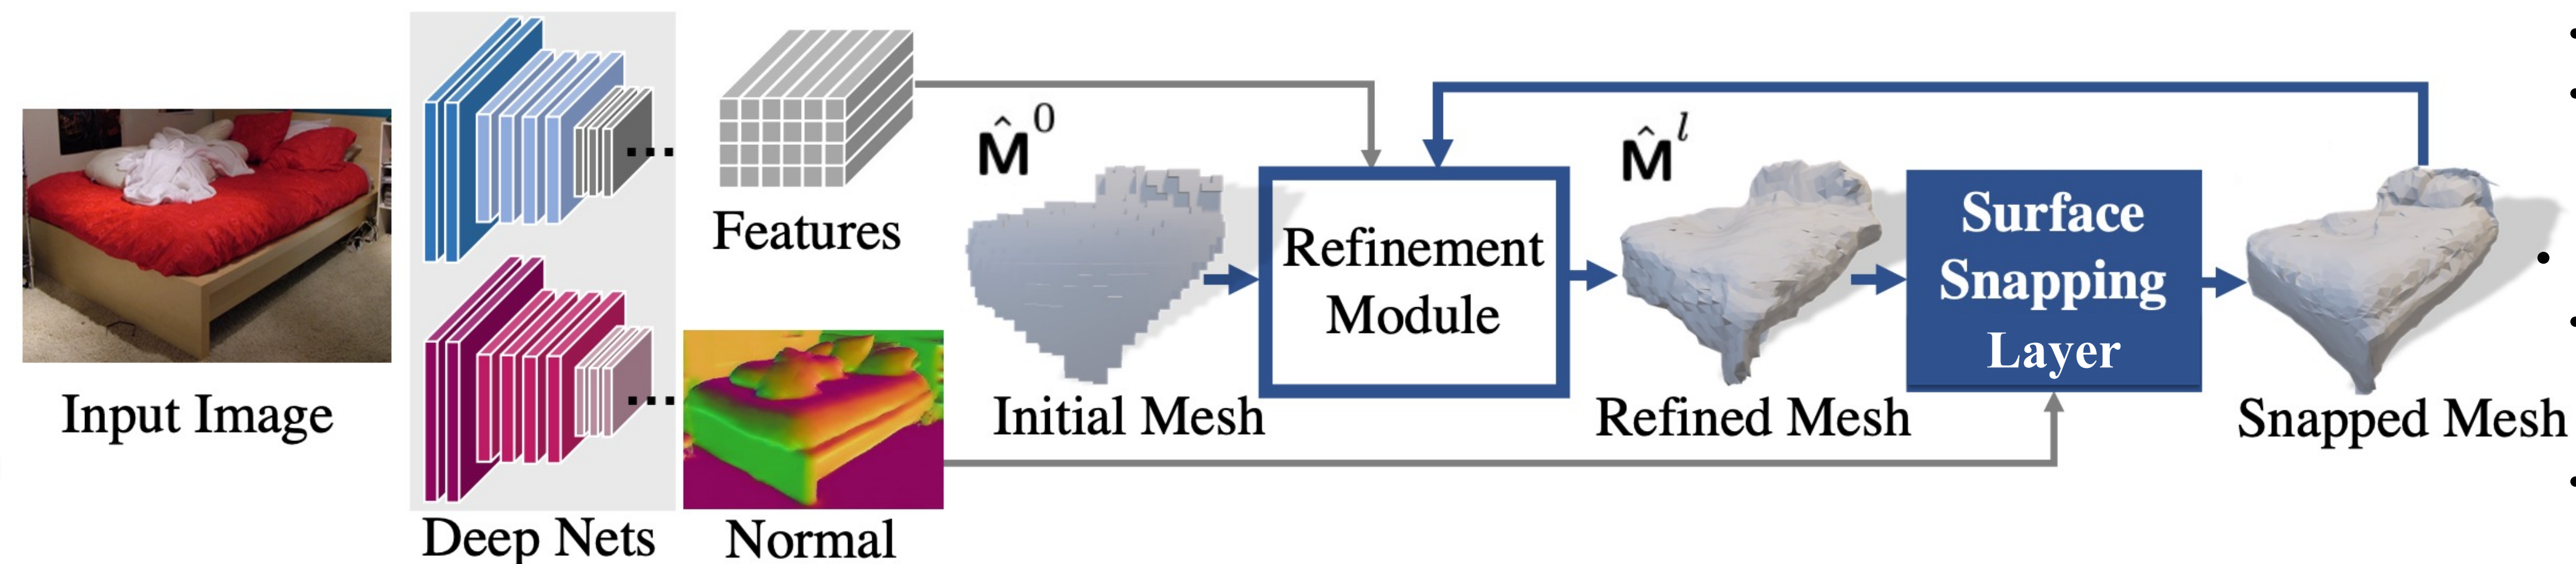 Input Image
Deep Nets
Features
Normal
M̂⁰
Initial Mesh
Refinement
Module
M̂ˡ
Refined Mesh
Surface
Snapping
Layer
Snapped Mesh